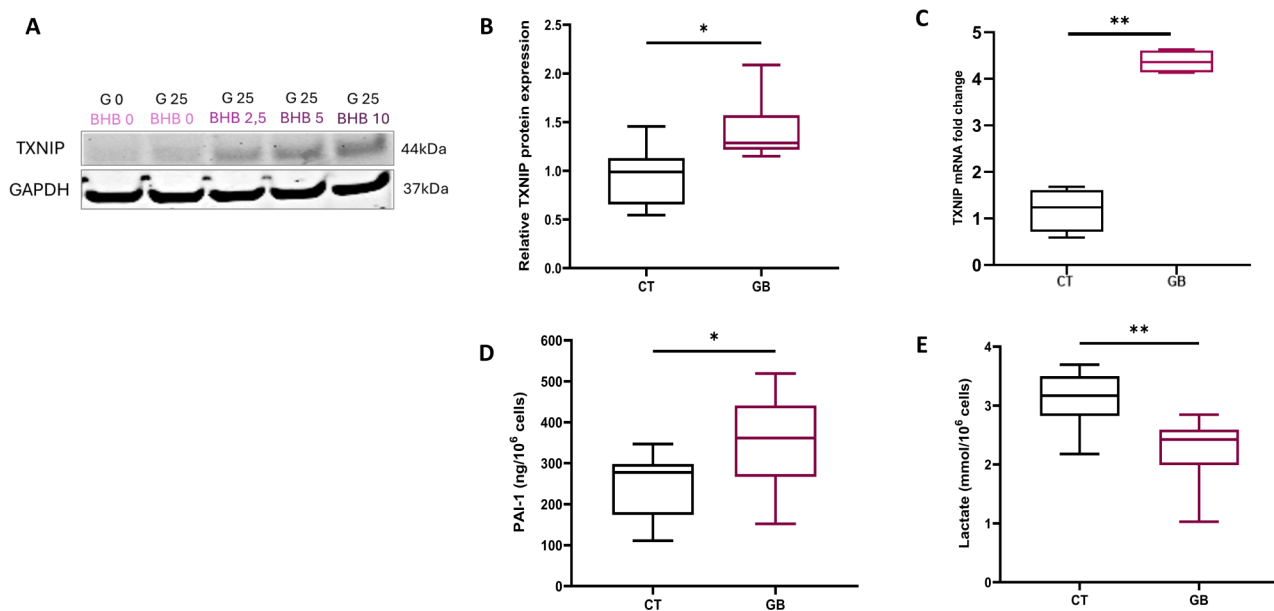 A
G 0 G 25 G 25 G 25 G 25
BHB 0 BHB 0 BHB 2,5 BHB 5 BHB 10
TXNIP 44kDa
GAPDH 37kDa
B
Relative TXNIP protein expression
2.5
2.0
1.5
1.0
0.5
0.0
*
CT GB
C
TXNIP mRNA fold change
5
4
3
2
1
0
**
CT GB
D
PAI-1 (ng/10⁶ cells)
600
500
400
300
200
100
0
*
CT GB
E
Lactate (mmol/10⁶ cells)
4
3
2
1
0
**
CT GB